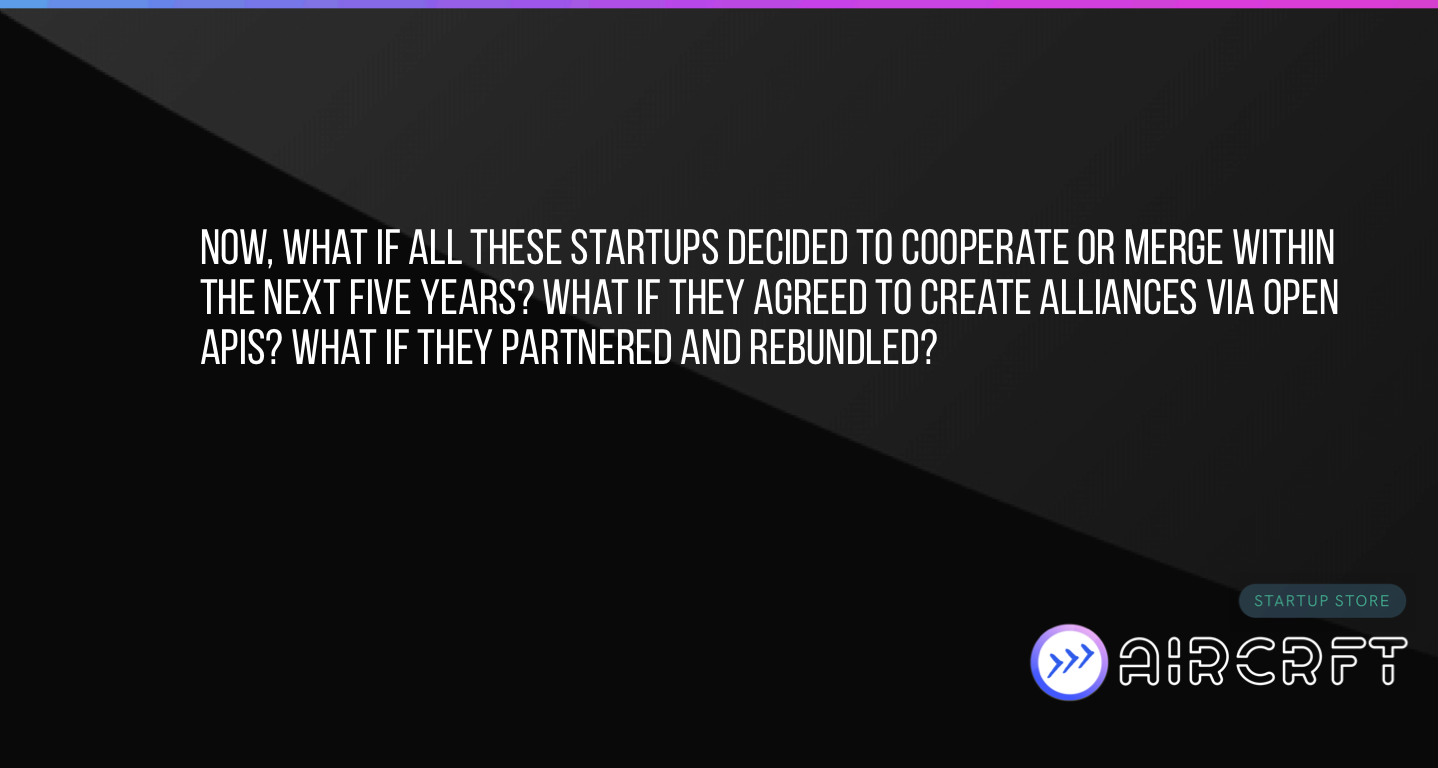 NOW, WHAT IF ALL THESE STARTUPS DECIDED TO COOPERATE OR MERGE WITHIN
THE NEXT FIVE YEARS? WHAT IF THEY AGREED TO CREATE ALLIANCES VIA OPEN
APIS? WHAT IF THEY PARTNERED AND REBUNDLED?
STARTUP STORE
AIRCRFT